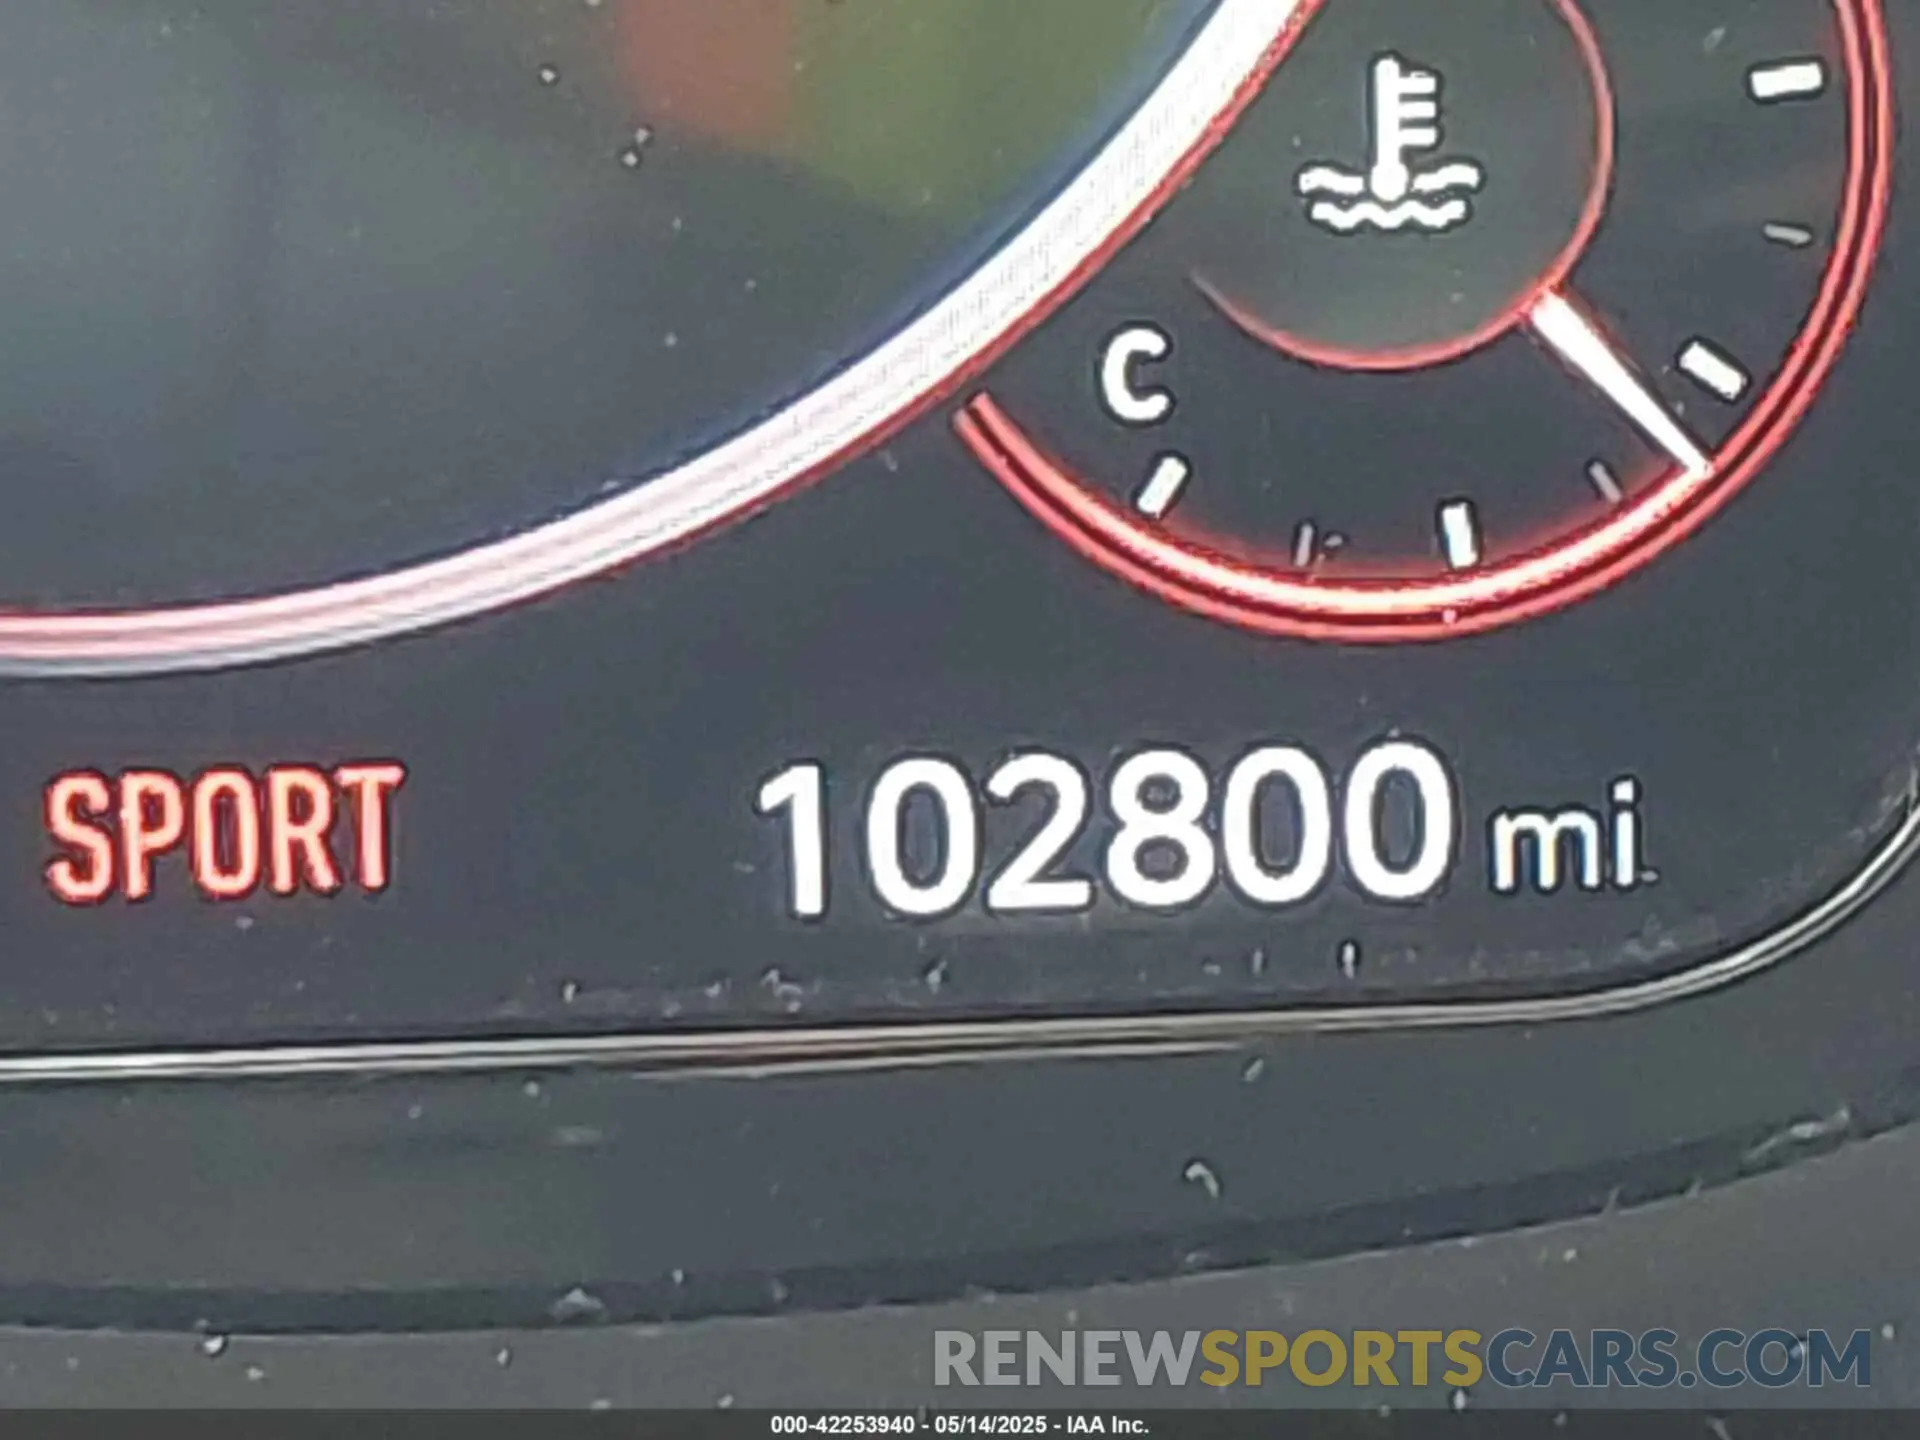 C
SPORT
102800 mi
RENEWSPORTSCARS.COM
000-42253940 - 05/14/2025 - IAA Inc.